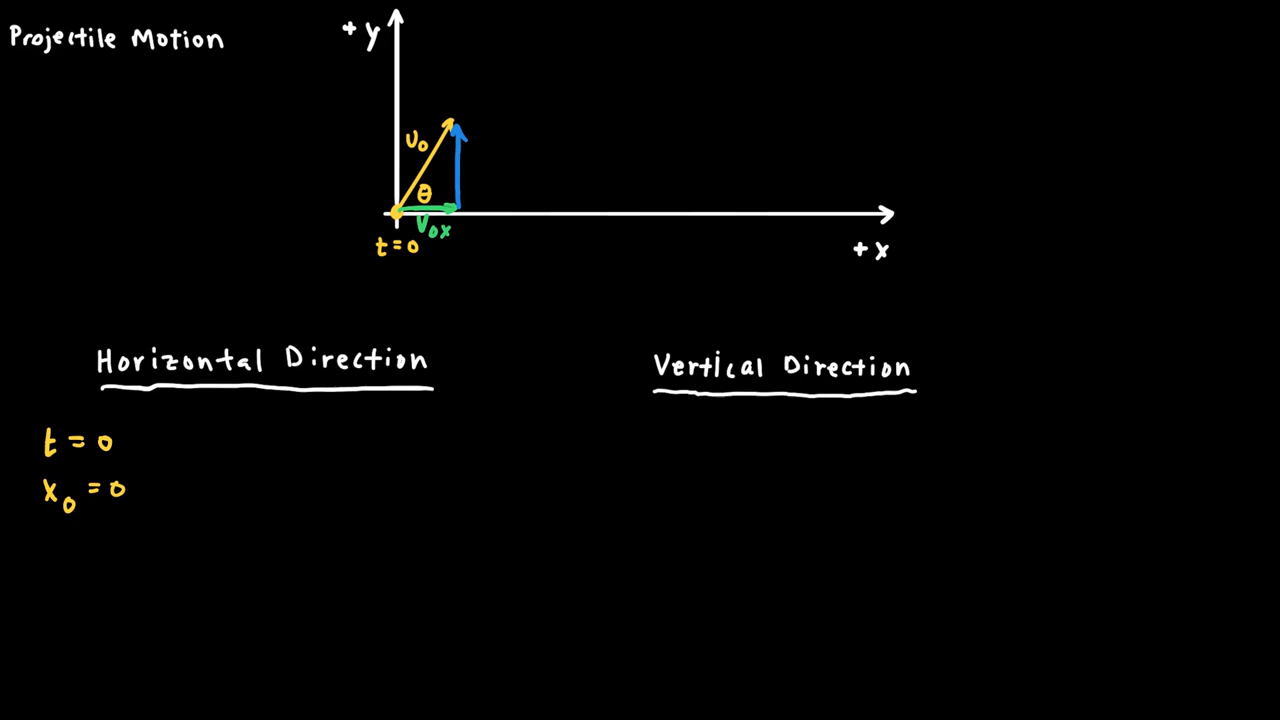 Projectile Motion
+y
v₀
θ
v₀ₓ
t=0
+x
Horizontal Direction
Vertical Direction
t = 0
x₀ = 0